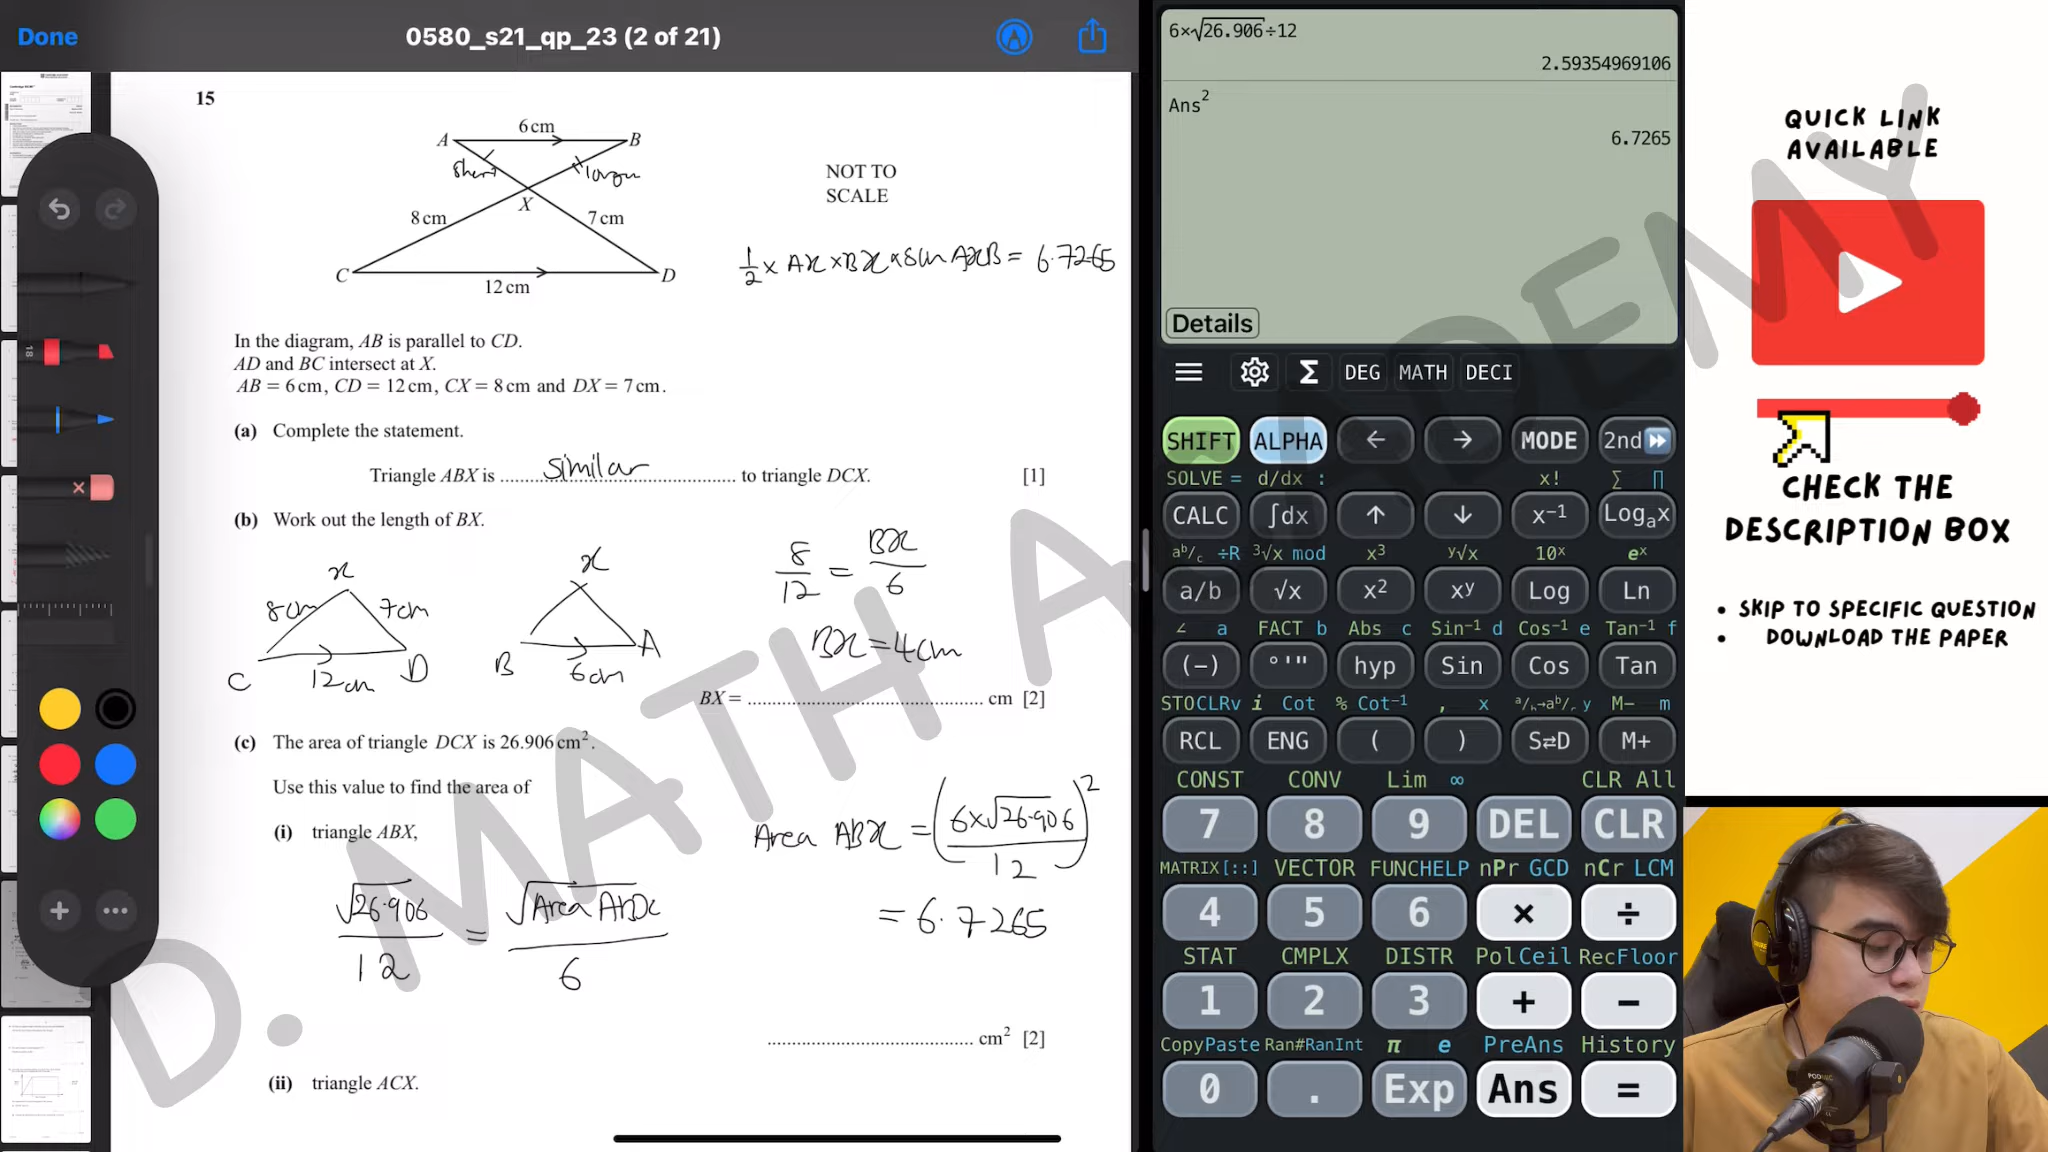 Done
0580_s21_qp_23 (2 of 21)
15
6 cm
A
B
short
longer
X
8 cm
7 cm
C
D
12 cm
NOT TO
SCALE
1/2 × AX × BX × sin AXB = 6.7265
In the diagram, AB is parallel to CD.
AD and BC intersect at X.
AB = 6 cm, CD = 12 cm, CX = 8 cm and DX = 7 cm.
(a) Complete the statement.
Triangle ABX is similar to triangle DCX. [1]
(b) Work out the length of BX.
x
8cm
7cm
C
12cm
D
x
B
6cm
A
8/12 = Bx/6
Bx = 4cm
BX = ............ cm [2]
(c) The area of triangle DCX is 26.906 cm².
Use this value to find the area of
(i) triangle ABX,
√26.906/12 = √Area ABx/6
Area ABx = (6×√26.906/12)²
= 6.7265
............ cm² [2]
(ii) triangle ACX.
D. MATH ACADEMY
6×√26.906÷12
2.59354969106
Ans²
6.7265
Details
DEG MATH DECI
SHIFT ALPHA ← → MODE 2nd
SOLVE = d/dx : x! ∑ ∏
CALC ∫dx ↑ ↓ x⁻¹ Logₐx
aᵇ/c ÷R ³√x mod x³ ʸ√x 10ˣ eˣ
a/b √x x² xʸ Log Ln
∠ a FACT b Abs c Sin⁻¹ d Cos⁻¹ e Tan⁻¹ f
(−) °'" hyp Sin Cos Tan
STO CLRv i Cot % Cot⁻¹ , x y M− m
RCL ENG ( ) S⇄D M+
CONST CONV Lim ∞ CLR All
7 8 9 DEL CLR
MATRIX[::] VECTOR FUNC HELP nPr GCD nCr LCM
4 5 6 × ÷
STAT CMPLX DISTR Pol Ceil Rec Floor
1 2 3 + −
Copy Paste Ran# RanInt π e PreAns History
0 . Exp Ans =
QUICK LINK
AVAILABLE
CHECK THE
DESCRIPTION BOX
• SKIP TO SPECIFIC QUESTION
• DOWNLOAD THE PAPER